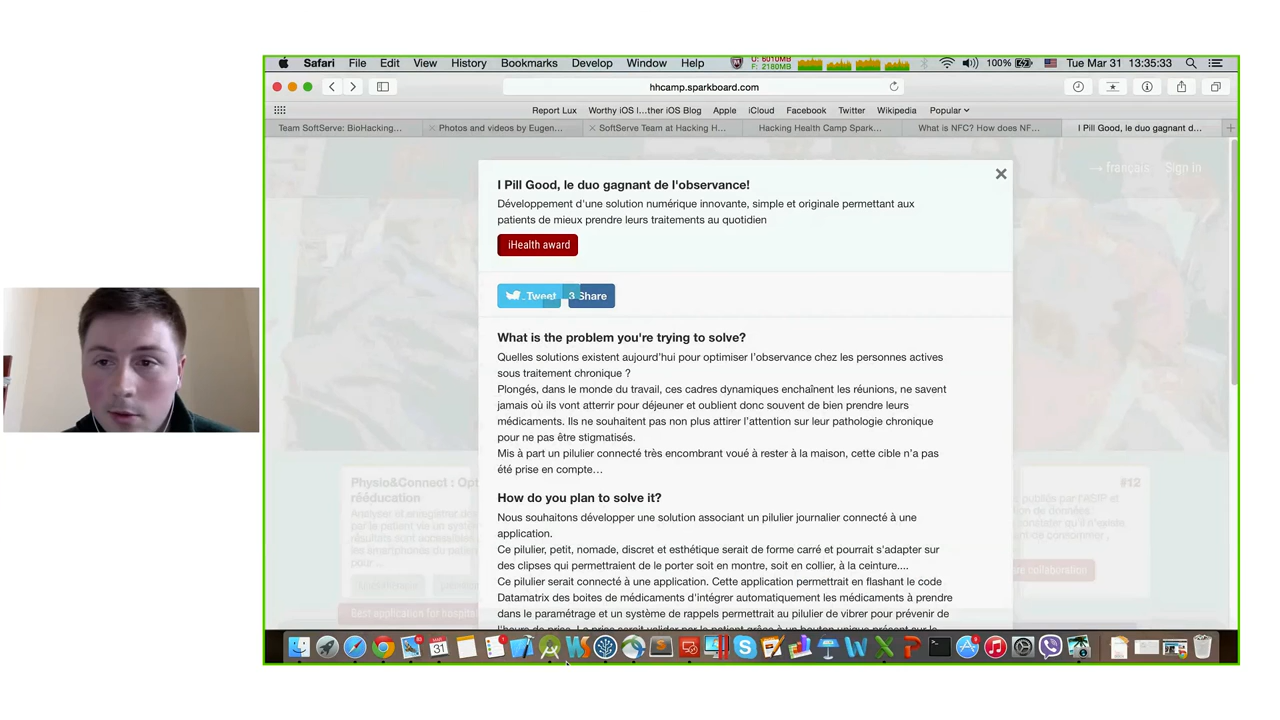 Safari File Edit View History Bookmarks Develop Window Help U: 6010MB F: 2180MB 100% Tue Mar 31 13:35:33
hhcamp.sparkboard.com
Report Lux Worthy iOS l...ther iOS Blog Apple iCloud Facebook Twitter Wikipedia Popular
Team SoftServe: BioHacking... Photos and videos by Eugen... SoftServe Team at Hacking H... Hacking Health Camp Spark... What is NFC? How does NF... I Pill Good, le duo gagnant d...
→ français Sign in
I Pill Good, le duo gagnant de l'observance!
Développement d'une solution numérique innovante, simple et originale permettant aux
patients de mieux prendre leurs traitements au quotidien
iHealth award
Tweet 3 Share
What is the problem you're trying to solve?
Quelles solutions existent aujourd'hui pour optimiser l'observance chez les personnes actives
sous traitement chronique ?
Plongés, dans le monde du travail, ces cadres dynamiques enchaînent les réunions, ne savent
jamais où ils vont atterrir pour déjeuner et oublient donc souvent de bien prendre leurs
médicaments. Ils ne souhaitent pas non plus attirer l'attention sur leur pathologie chronique
pour ne pas être stigmatisés.
Mis à part un pilulier connecté très encombrant voué à rester à la maison, cette cible n'a pas
été prise en compte…
How do you plan to solve it?
Nous souhaitons développer une solution associant un pilulier journalier connecté à une
application.
Ce pilulier, petit, nomade, discret et esthétique serait de forme carré et pourrait s'adapter sur
des clipses qui permettraient de le porter soit en montre, soit en collier, à la ceinture....
Ce pilulier serait connecté à une application. Cette application permettrait en flashant le code
Datamatrix des boites de médicaments d'intégrer automatiquement les médicaments à prendre
dans le paramétrage et un système de rappels permettrait au pilulier de vibrer pour prévenir de
Physio&Connect : Opt
rééducation
#12
31